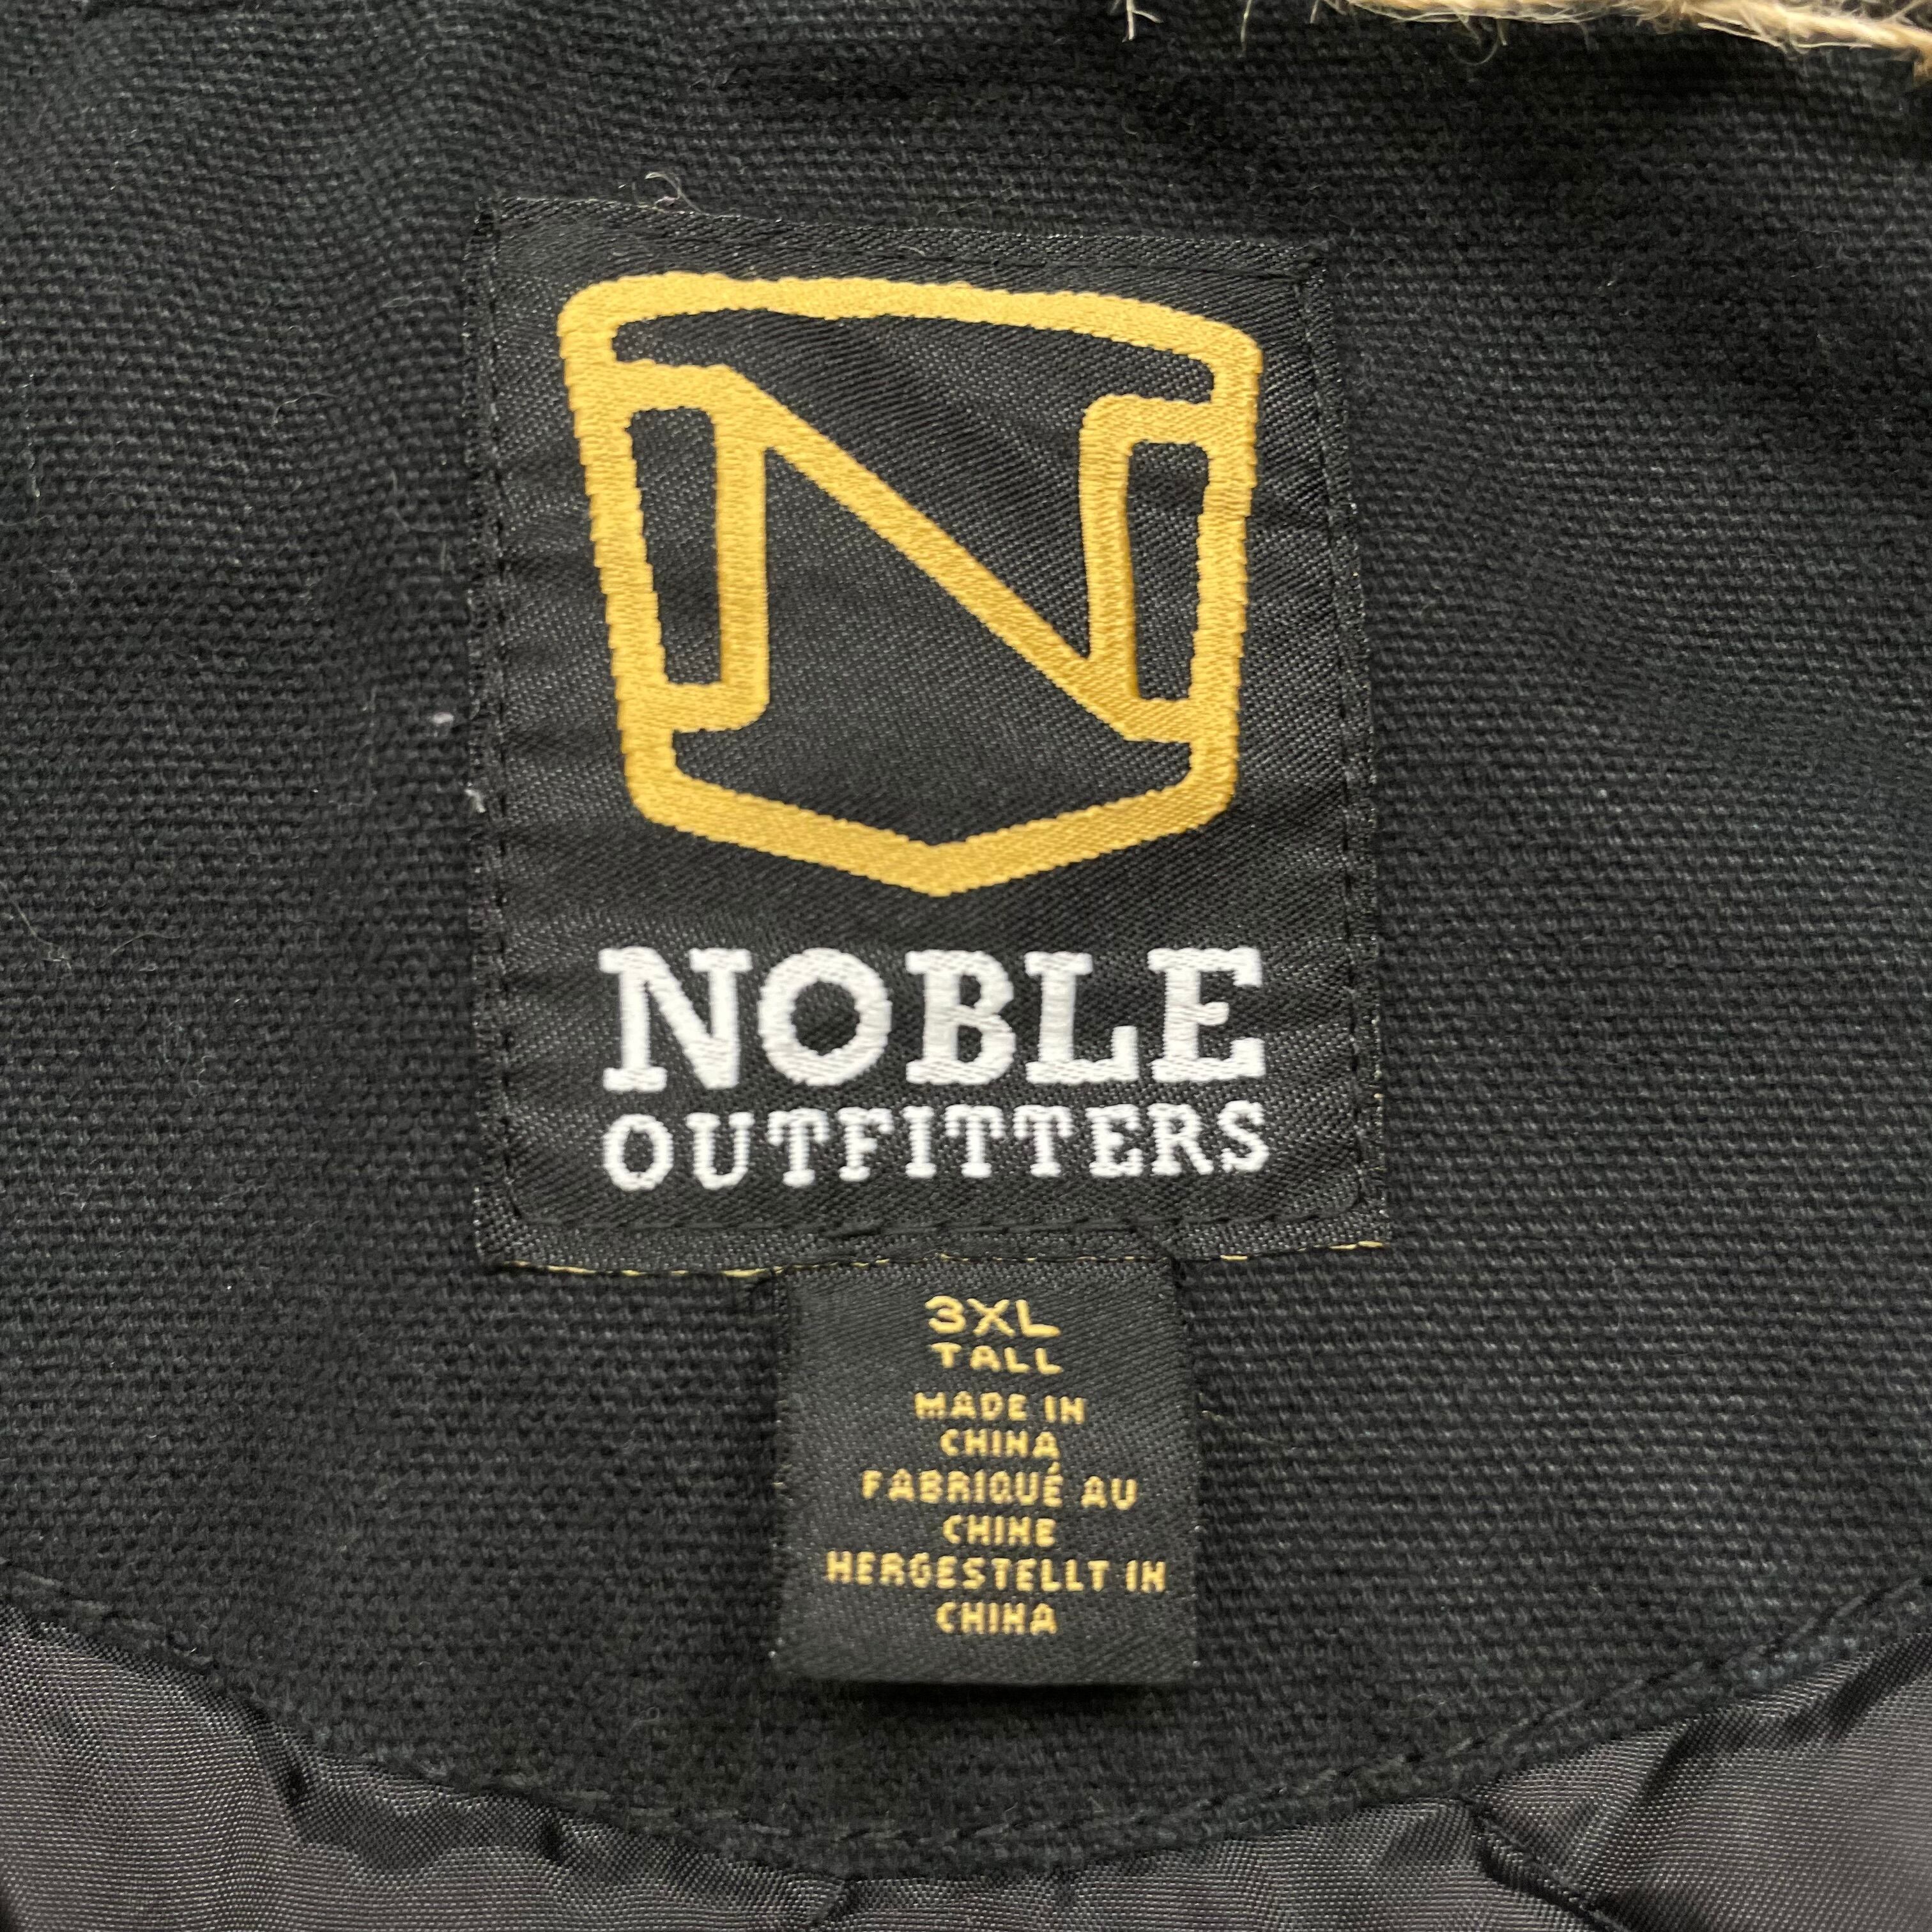 NOBLE
OUTFITTERS
3XL
TALL
MADE IN
CHINA
FABRIQUÉ AU
CHINE
HERGESTELLT IN
CHINA